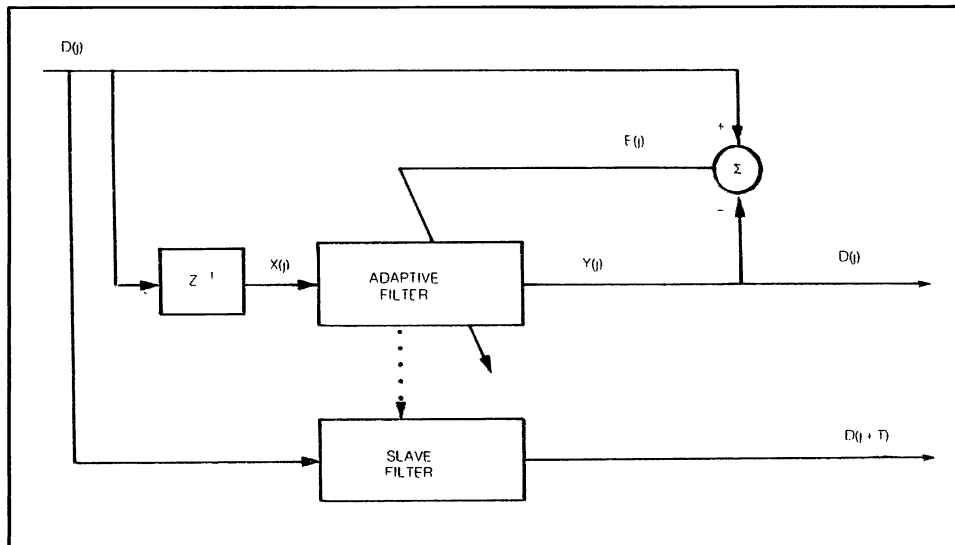 D(j)
+
E(j)
Σ
−
Z
X(j)
ADAPTIVE
FILTER
Y(j)
D(j)
SLAVE
FILTER
D(j + T)